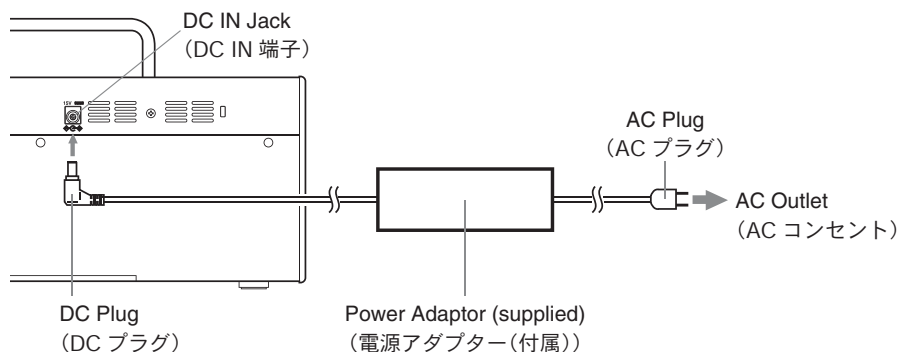 DC IN Jack
（DC IN 端子）
15V
AC Plug
（AC プラグ）
AC Outlet
（AC コンセント）
DC Plug
（DC プラグ）
Power Adaptor (supplied)
（電源アダプター（付属））